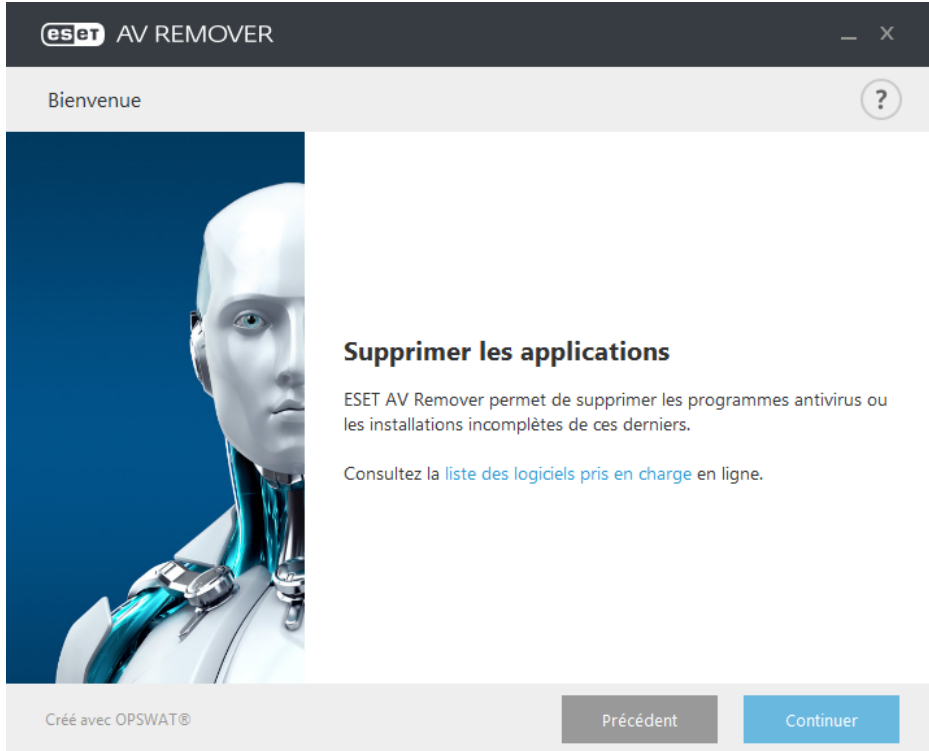 eseT AV REMOVER
Bienvenue
?
Supprimer les applications
ESET AV Remover permet de supprimer les programmes antivirus ou
les installations incomplètes de ces derniers.
Consultez la liste des logiciels pris en charge en ligne.
Créé avec OPSWAT®
Précédent
Continuer